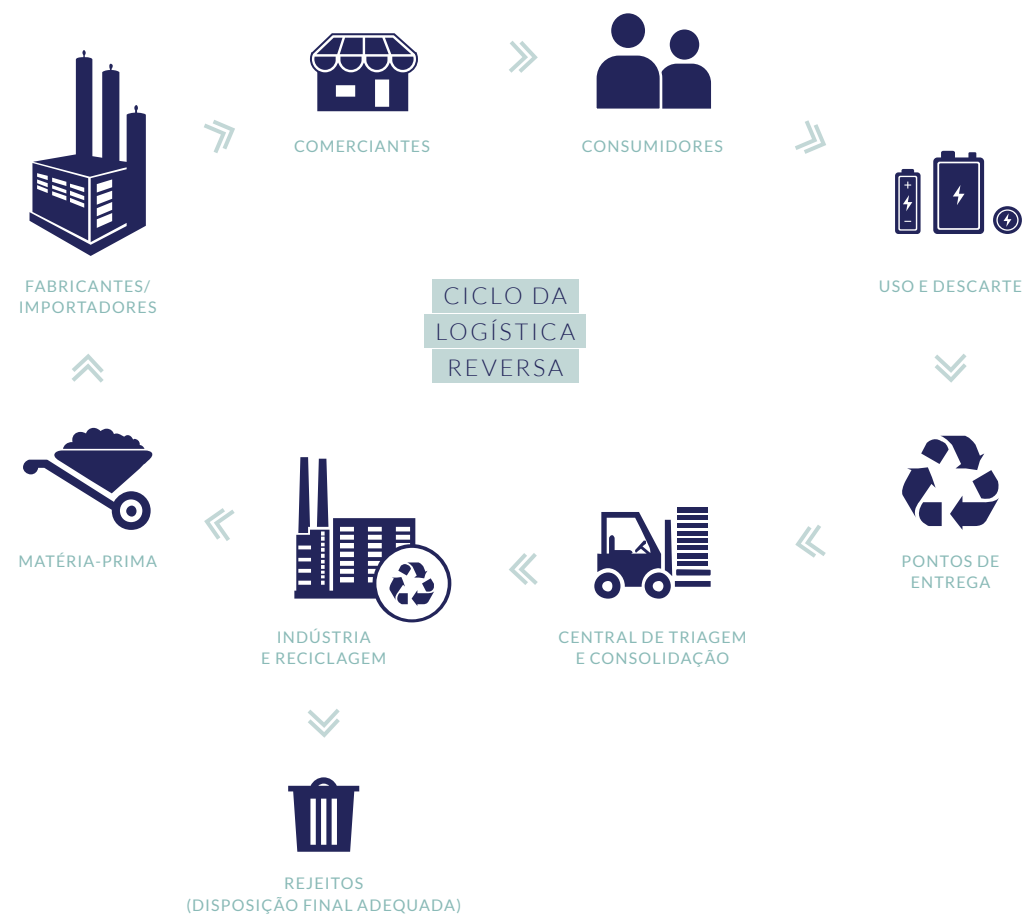 COMERCIANTES
CONSUMIDORES
FABRICANTES/
IMPORTADORES
USO E DESCARTE
CICLO DA
LOGÍSTICA
REVERSA
MATÉRIA-PRIMA
PONTOS DE
ENTREGA
INDÚSTRIA
E RECICLAGEM
CENTRAL DE TRIAGEM
E CONSOLIDAÇÃO
REJEITOS
(DISPOSIÇÃO FINAL ADEQUADA)